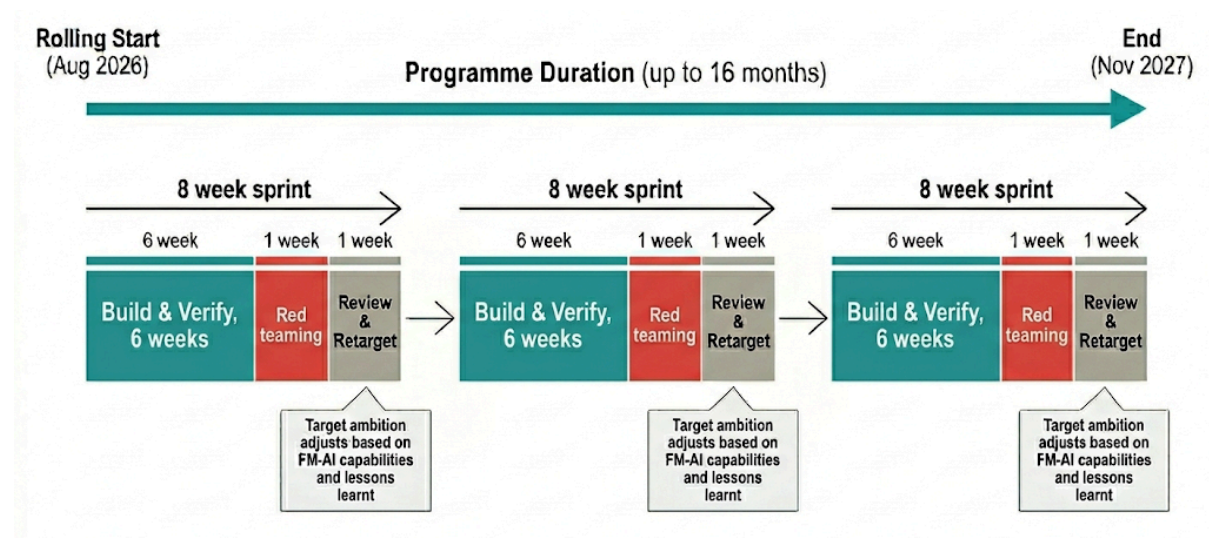 Rolling Start
(Aug 2026)
End
(Nov 2027)
Programme Duration (up to 16 months)
8 week sprint
6 week
1 week
1 week
Build & Verify,
6 weeks
Red
teaming
Review
&
Retarget
Target ambition
adjusts based on
FM-AI capabilities
and lessons
learnt
8 week sprint
6 week
1 week
1 week
Build & Verify,
6 weeks
Red
teaming
Review
&
Retarget
Target ambition
adjusts based on
FM-AI capabilities
and lessons
learnt
8 week sprint
6 week
1 week
1 week
Build & Verify,
6 weeks
Red
teaming
Review
&
Retarget
Target ambition
adjusts based on
FM-AI capabilities
and lessons
learnt